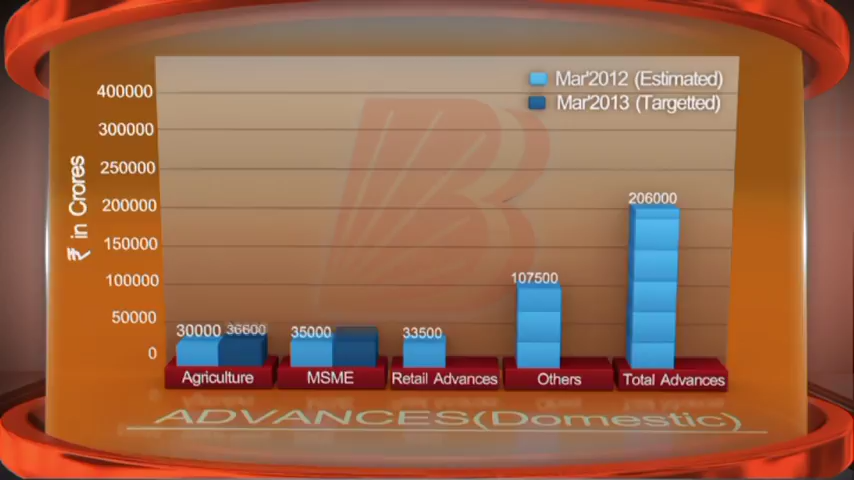 Mar'2012 (Estimated)
Mar'2013 (Targetted)
₹ in Crores
400000
300000
250000
200000
150000
100000
50000
0
30000 36600 35000 33500 107500 206000
Agriculture MSME Retail Advances Others Total Advances
ADVANCES(Domestic)